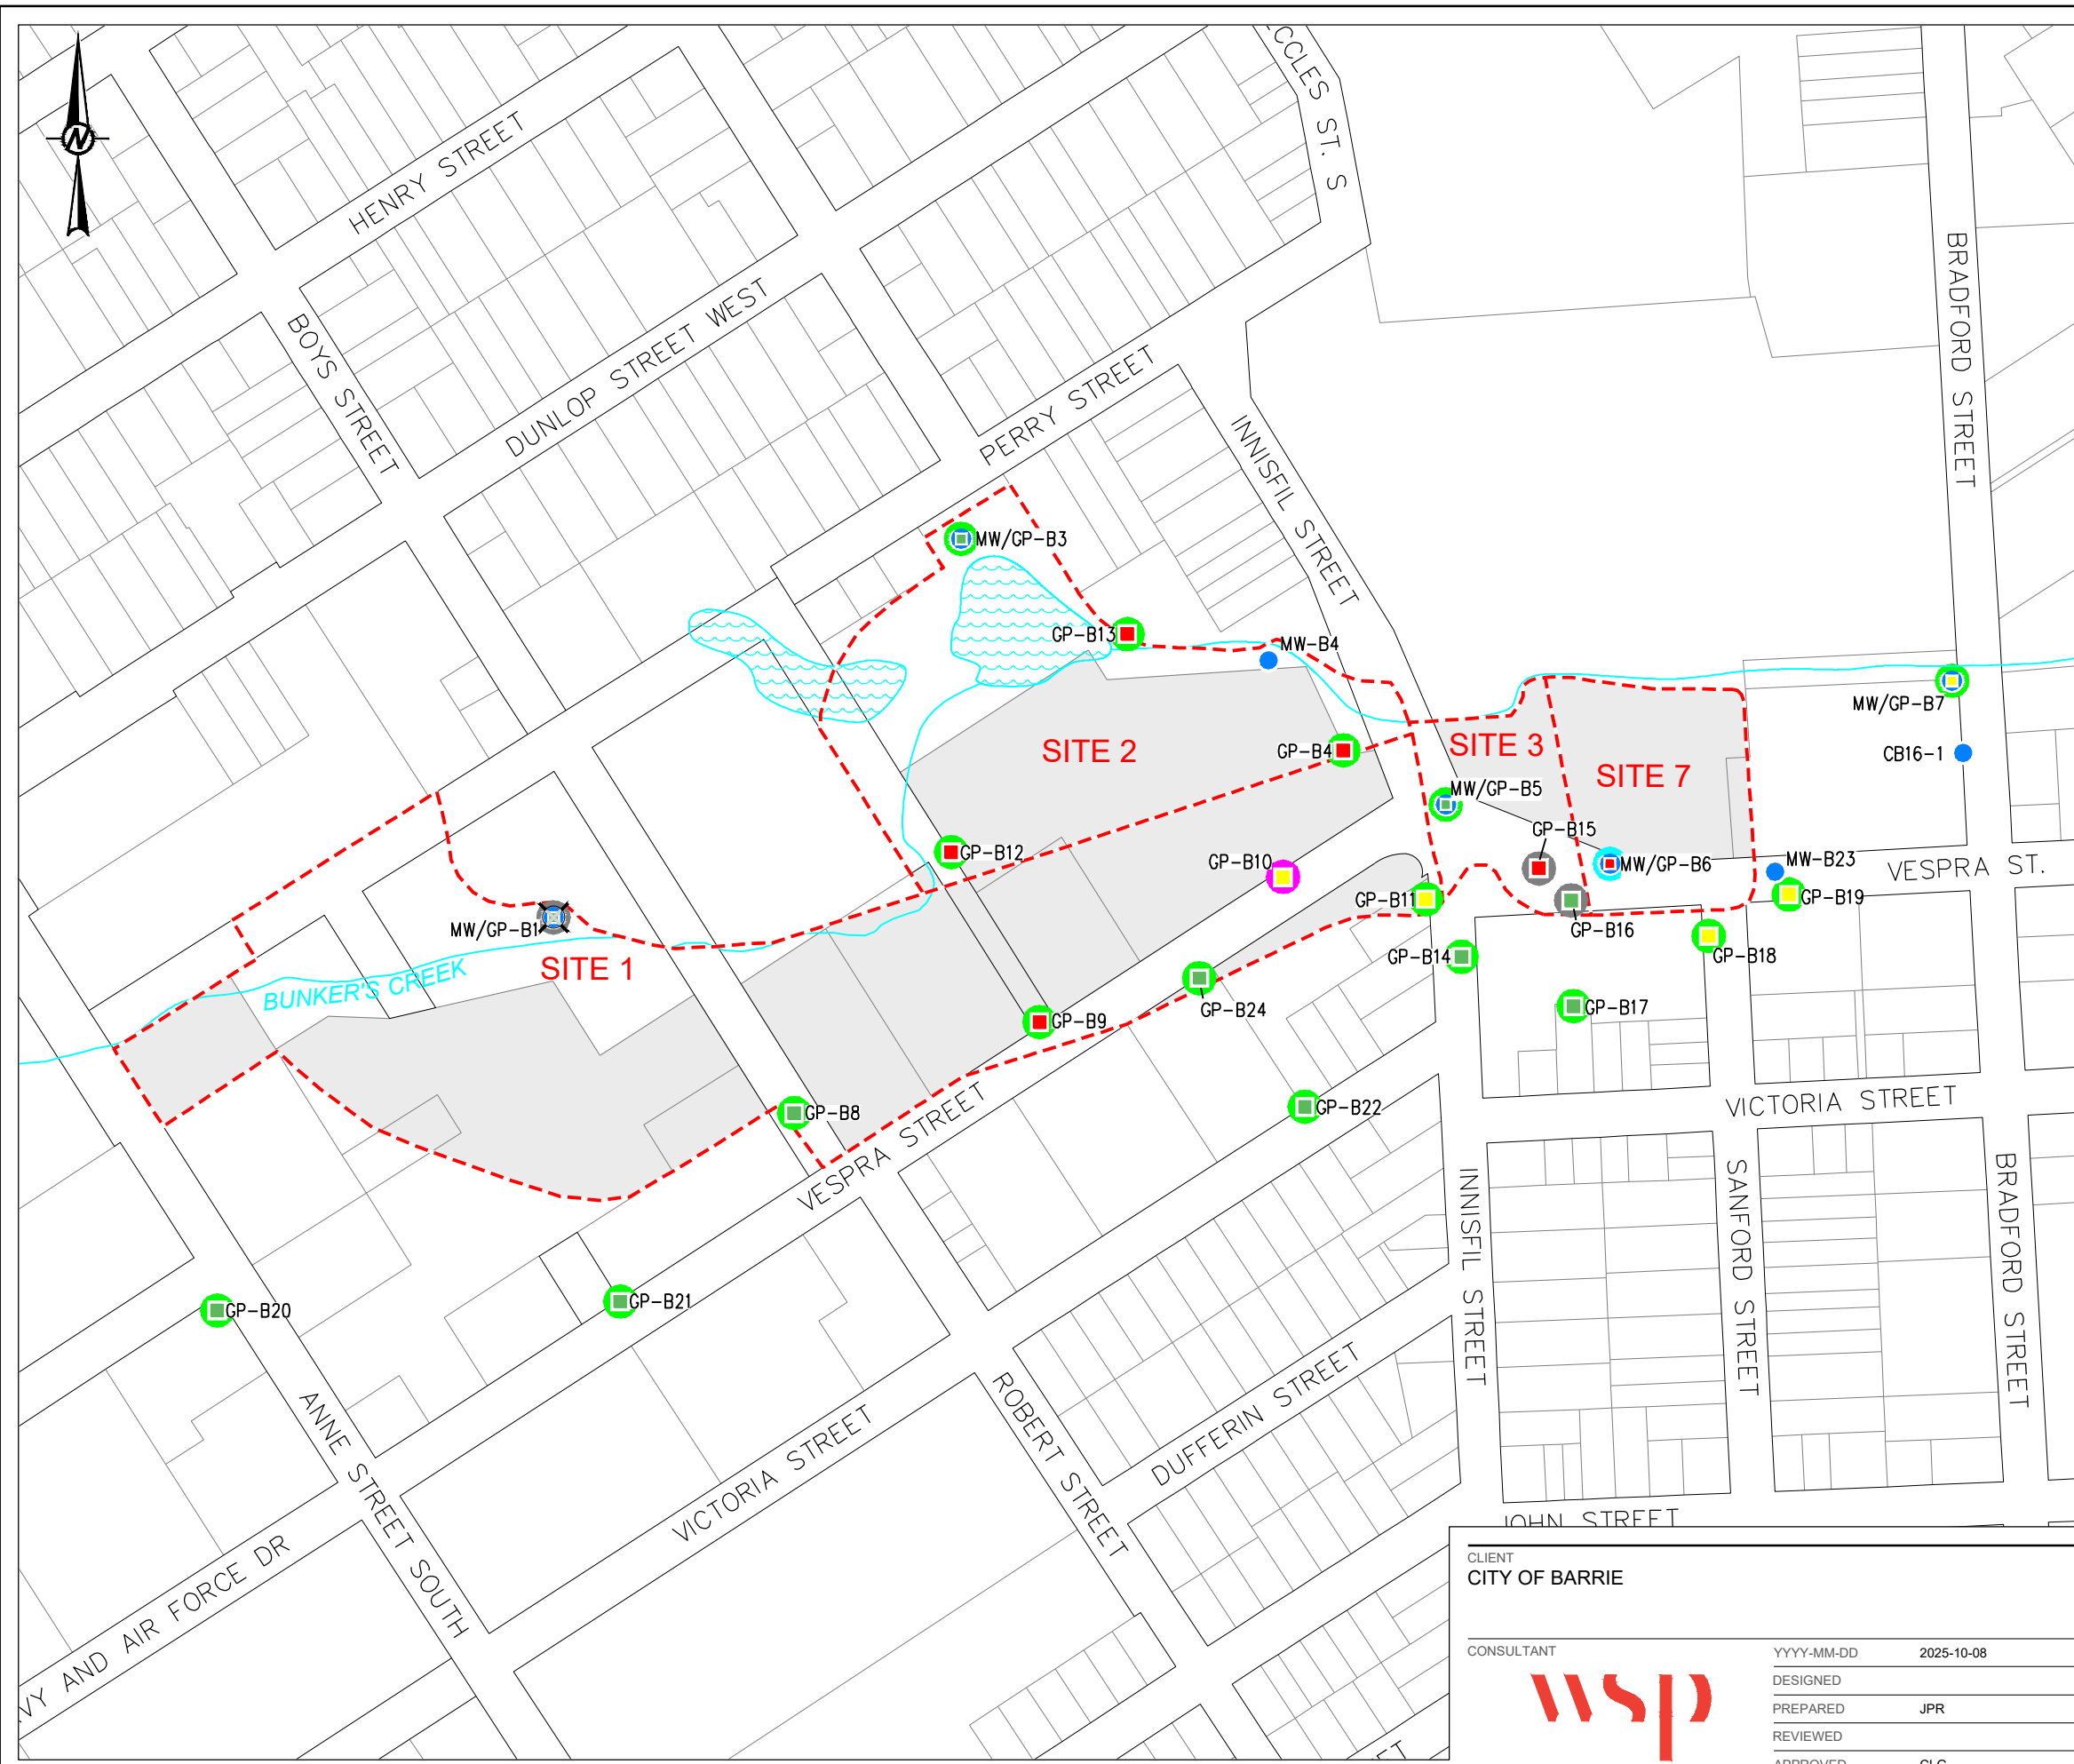 ECCLES ST. S
N
HENRY STREET
BOYS STREET
DUNLOP STREET WEST
PERRY STREET
INNISFIL STREET
BRADFORD STREET
MW/GP-B3
GP-B13
MW-B4
MW/GP-B7
SITE 2
GP-B4
SITE 3
CB16-1
SITE 7
MW/GP-B5
GP-B15
GP-B12
GP-B10
MW/GP-B6
MW-B23
VESPRA ST.
GP-B11
GP-B19
MW/GP-B1
GP-B16
GP-B18
GP-B14
SITE 1
BUNKER'S CREEK
GP-B24
GP-B17
GP-B9
GP-B8
GP-B22
VICTORIA STREET
VESPRA STREET
INNISFIL STREET
SANFORD STREET
BRADFORD STREET
GP-B20
GP-B21
ANNE STREET SOUTH
VICTORIA STREET
ROBERT STREET
DUFFERIN STREET
JOHN STREET
AND AIR FORCE DR
CLIENT
CITY OF BARRIE
CONSULTANT
wsp
YYYY-MM-DD 2025-10-08
DESIGNED
PREPARED JPR
REVIEWED
APPROVED